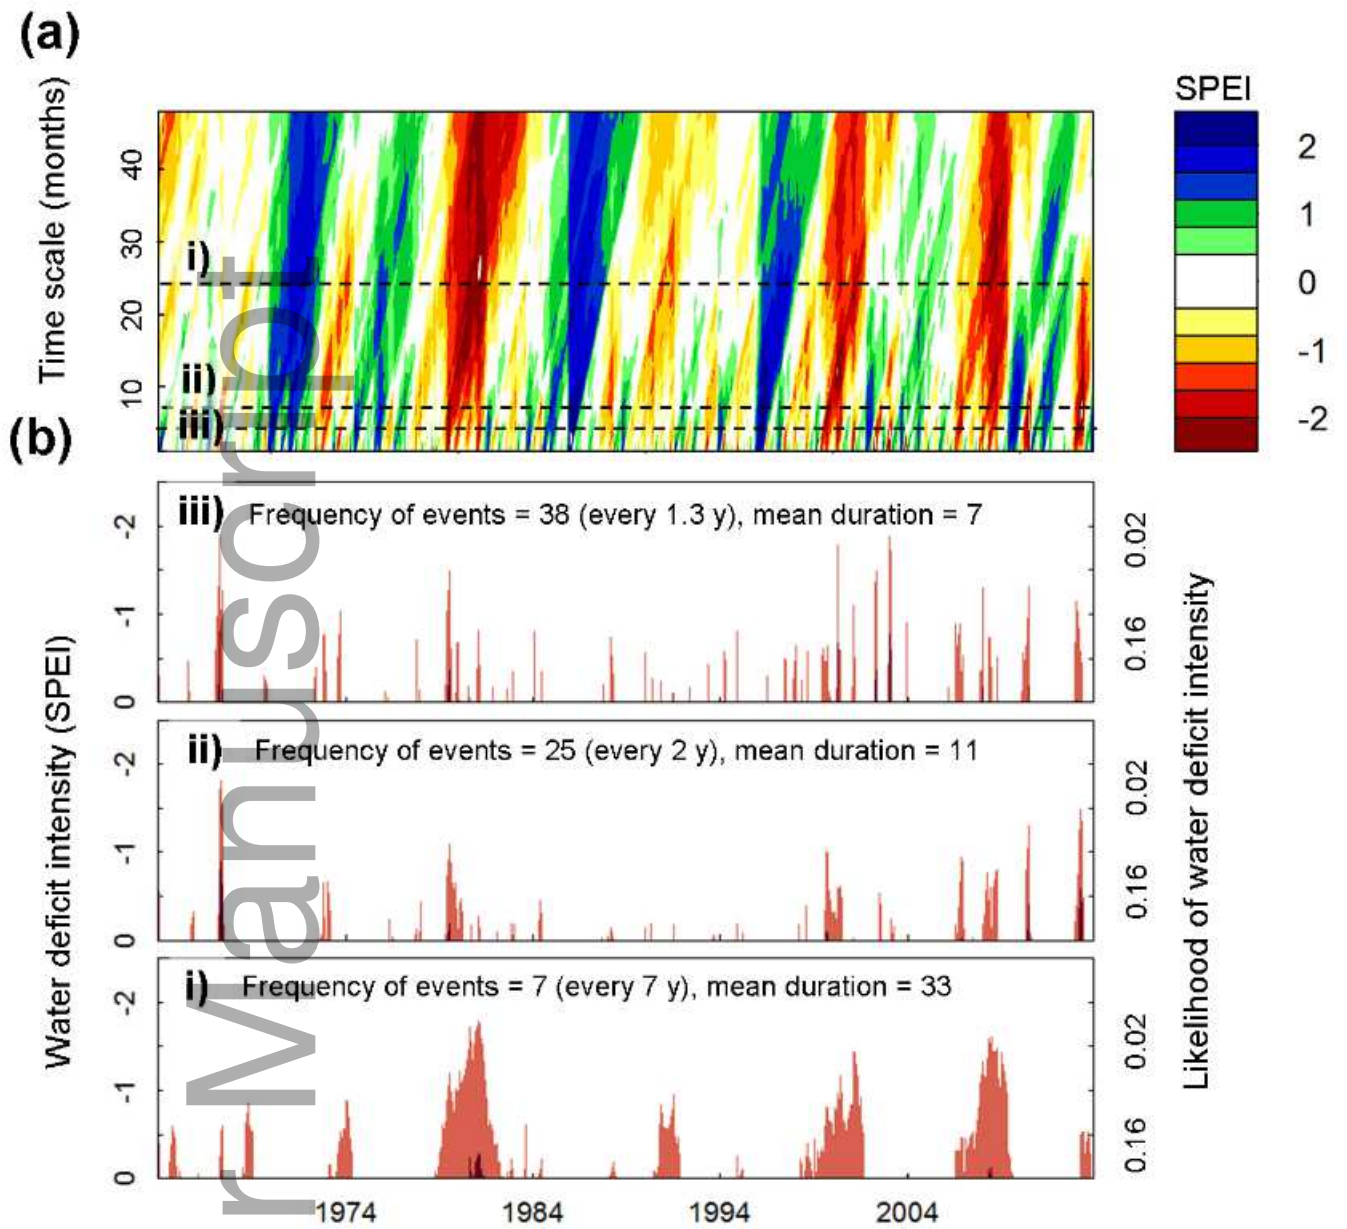 (a)
SPEI
Time scale (months)
40
30
20
10
i)
ii)
iii)
2
1
0
-1
-2
(b)
iii) Frequency of events = 38 (every 1.3 y), mean duration = 7
-2
-1
0
0.02
0.16
ii) Frequency of events = 25 (every 2 y), mean duration = 11
-2
-1
0
0.02
0.16
i) Frequency of events = 7 (every 7 y), mean duration = 33
-2
-1
0
0.02
0.16
Water deficit intensity (SPEI)
Likelihood of water deficit intensity
1974
1984
1994
2004
r Manuscript